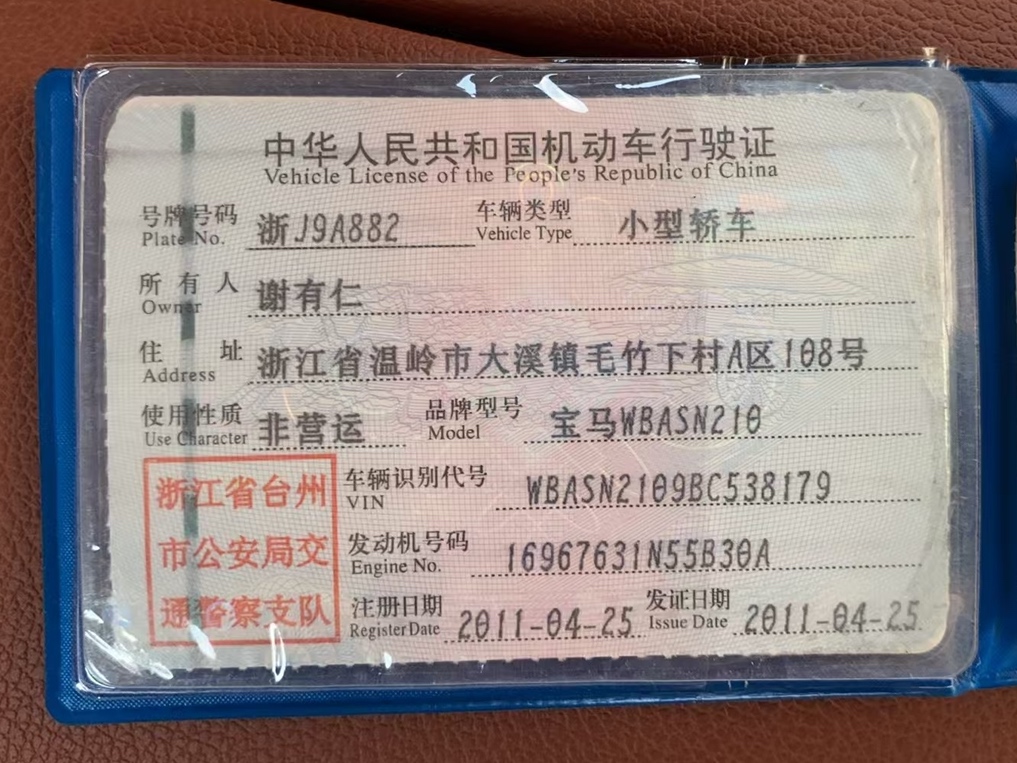 中华人民共和国机动车行驶证
Vehicle License of the People's Republic of China
号牌号码 浙J9A882 车辆类型 小型轿车
Plate No. Vehicle Type
所有人 谢有仁
Owner
住址 浙江省温岭市大溪镇毛竹下村A区108号
Address
使用性质 非营运 品牌型号 宝马WBASN210
Use Character Model
浙江省台州
市公安局交
通警察支队
车辆识别代号 WBASN2109BC538179
VIN
发动机号码 16967631N55B30A
Engine No.
注册日期 2011-04-25 发证日期 2011-04-25
Register Date Issue Date